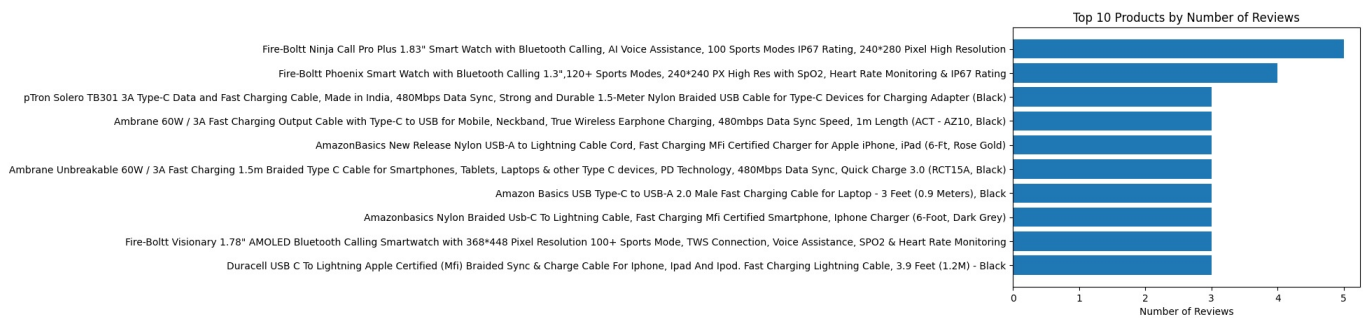 Top 10 Products by Number of Reviews
Fire-Boltt Ninja Call Pro Plus 1.83" Smart Watch with Bluetooth Calling, AI Voice Assistance, 100 Sports Modes IP67 Rating, 240*280 Pixel High Resolution
Fire-Boltt Phoenix Smart Watch with Bluetooth Calling 1.3",120+ Sports Modes, 240*240 PX High Res with SpO2, Heart Rate Monitoring & IP67 Rating
pTron Solero TB301 3A Type-C Data and Fast Charging Cable, Made in India, 480Mbps Data Sync, Strong and Durable 1.5-Meter Nylon Braided USB Cable for Type-C Devices for Charging Adapter (Black)
Ambrane 60W / 3A Fast Charging Output Cable with Type-C to USB for Mobile, Neckband, True Wireless Earphone Charging, 480mbps Data Sync Speed, 1m Length (ACT - AZ10, Black)
AmazonBasics New Release Nylon USB-A to Lightning Cable Cord, Fast Charging MFi Certified Charger for Apple iPhone, iPad (6-Ft, Rose Gold)
Ambrane Unbreakable 60W / 3A Fast Charging 1.5m Braided Type C Cable for Smartphones, Tablets, Laptops & other Type C devices, PD Technology, 480Mbps Data Sync, Quick Charge 3.0 (RCT15A, Black)
Amazon Basics USB Type-C to USB-A 2.0 Male Fast Charging Cable for Laptop - 3 Feet (0.9 Meters), Black
Amazonbasics Nylon Braided Usb-C To Lightning Cable, Fast Charging Mfi Certified Smartphone, Iphone Charger (6-Foot, Dark Grey)
Fire-Boltt Visionary 1.78" AMOLED Bluetooth Calling Smartwatch with 368*448 Pixel Resolution 100+ Sports Mode, TWS Connection, Voice Assistance, SPO2 & Heart Rate Monitoring
Duracell USB C To Lightning Apple Certified (Mfi) Braided Sync & Charge Cable For Iphone, Ipad And Ipod. Fast Charging Lightning Cable, 3.9 Feet (1.2M) - Black
0 1 2 3 4 5
Number of Reviews